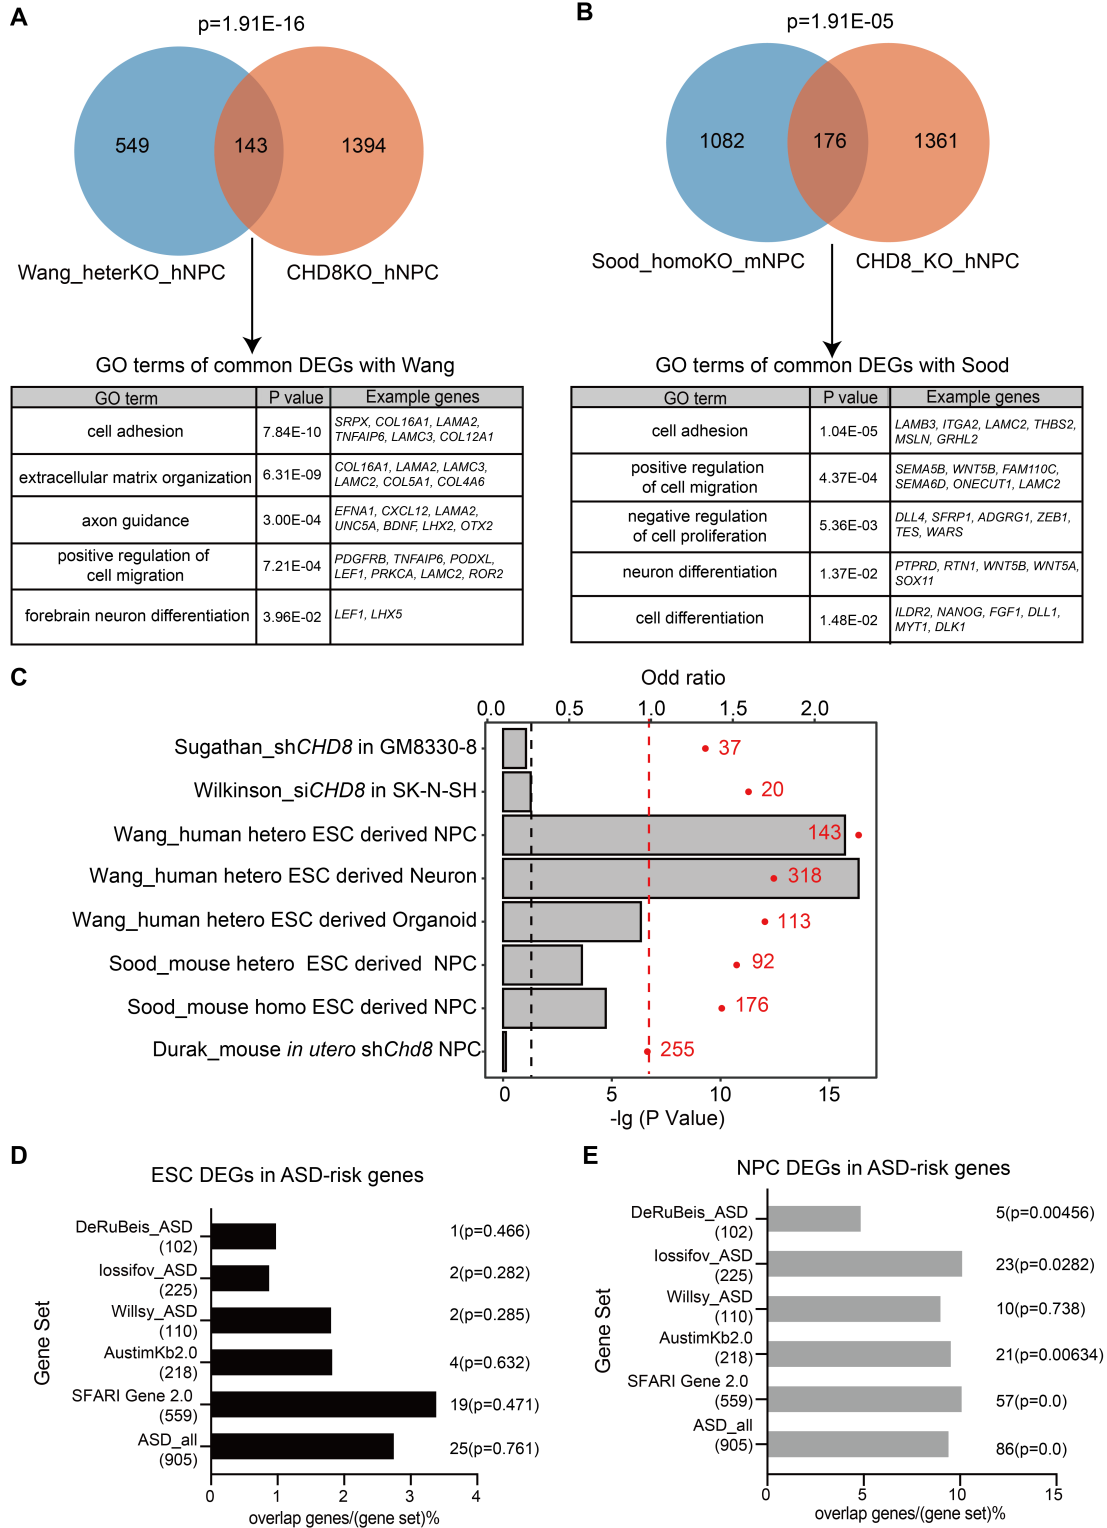 A
p=1.91E-16
549
143
1394
Wang_heterKO_hNPC
CHD8KO_hNPC
GO terms of common DEGs with Wang
GO term P value Example genes
cell adhesion 7.84E-10 SRPX, COL16A1, LAMA2,
TNFAIP6, LAMC3, COL12A1
extracellular matrix organization 6.31E-09 COL16A1, LAMA2, LAMC3,
LAMC2, COL5A1, COL4A6
axon guidance 3.00E-04 EFNA1, CXCL12, LAMA2,
UNC5A, BDNF, LHX2, OTX2
positive regulation of
cell migration 7.21E-04 PDGFRB, TNFAIP6, PODXL,
LEF1, PRKCA, LAMC2, ROR2
forebrain neuron differentiation 3.96E-02 LEF1, LHX5
B
p=1.91E-05
1082
176
1361
Sood_homoKO_mNPC
CHD8_KO_hNPC
GO terms of common DEGs with Sood
GO term P value Example genes
cell adhesion 1.04E-05 LAMB3, ITGA2, LAMC2, THBS2,
MSLN, GRHL2
positive regulation
of cell migration 4.37E-04 SEMA5B, WNT5B, FAM110C,
SEMA6D, ONECUT1, LAMC2
negative regulation
of cell proliferation 5.36E-03 DLL4, SFRP1, ADGRG1, ZEB1,
TES, WARS
neuron differentiation 1.37E-02 PTPRD, RTN1, WNT5B, WNT5A,
SOX11
cell differentiation 1.48E-02 ILDR2, NANOG, FGF1, DLL1,
MYT1, DLK1
C
Odd ratio
0.0 0.5 1.0 1.5 2.0
Sugathan_shCHD8 in GM8330-8 37
Wilkinson_siCHD8 in SK-N-SH 20
Wang_human hetero ESC derived NPC 143
Wang_human hetero ESC derived Neuron 318
Wang_human hetero ESC derived Organoid 113
Sood_mouse hetero ESC derived NPC 92
Sood_mouse homo ESC derived NPC 176
Durak_mouse in utero shChd8 NPC 255
0 5 10 15
-lg (P Value)
D
ESC DEGs in ASD-risk genes
Gene Set
DeRuBeis_ASD
(102) 1(p=0.466)
Iossifov_ASD
(225) 2(p=0.282)
Willsy_ASD
(110) 2(p=0.285)
AustimKb2.0
(218) 4(p=0.632)
SFARI Gene 2.0
(559) 19(p=0.471)
ASD_all
(905) 25(p=0.761)
0 1 2 3 4
overlap genes/(gene set)%
E
NPC DEGs in ASD-risk genes
Gene Set
DeRuBeis_ASD
(102) 5(p=0.00456)
Iossifov_ASD
(225) 23(p=0.0282)
Willsy_ASD
(110) 10(p=0.738)
AustimKb2.0
(218) 21(p=0.00634)
SFARI Gene 2.0
(559) 57(p=0.0)
ASD_all
(905) 86(p=0.0)
0 5 10 15
overlap genes/(gene set)%